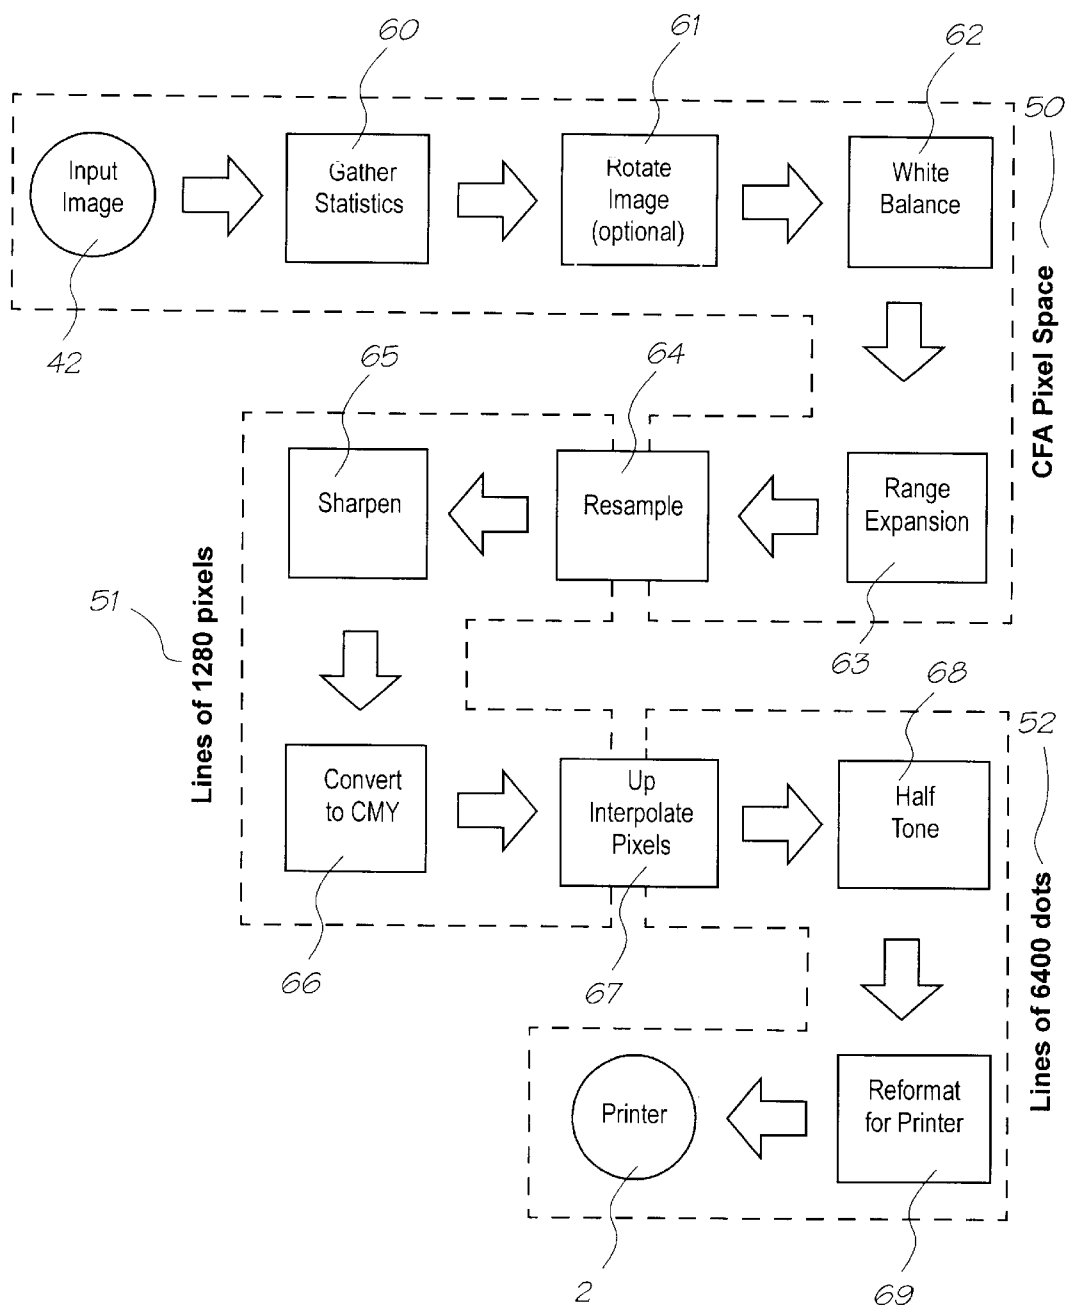 60
61
62
50
Input
Image
Gather
Statistics
Rotate
Image
(optional)
White
Balance
42
65
64
CFA Pixel Space
Sharpen
Resample
Range
Expansion
51
Lines of 1280 pixels
63
68
52
Convert
to CMY
Up
Interpolate
Pixels
Half
Tone
66
67
Lines of 6400 dots
Printer
Reformat
for Printer
2
69